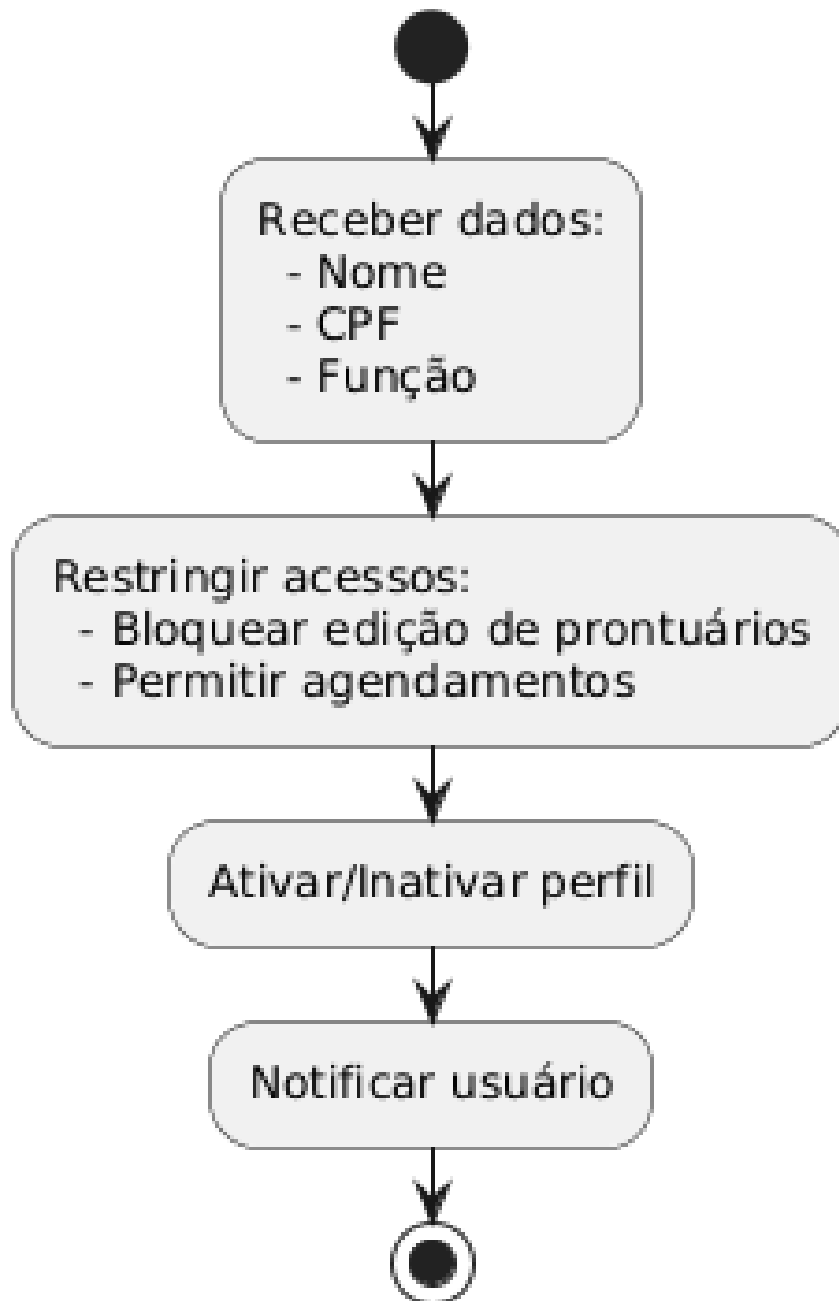 Receber dados:
- Nome
- CPF
- Função
Restringir acessos:
- Bloquear edição de prontuários
- Permitir agendamentos
Ativar/Inativar perfil
Notificar usuário